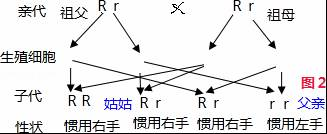 亲代 祖父 R r × R r 祖母
生殖细胞
图2
子代 R R 姑姑 R r R r r r 父亲
性状 惯用右手 惯用右手 惯用右手 惯用左手